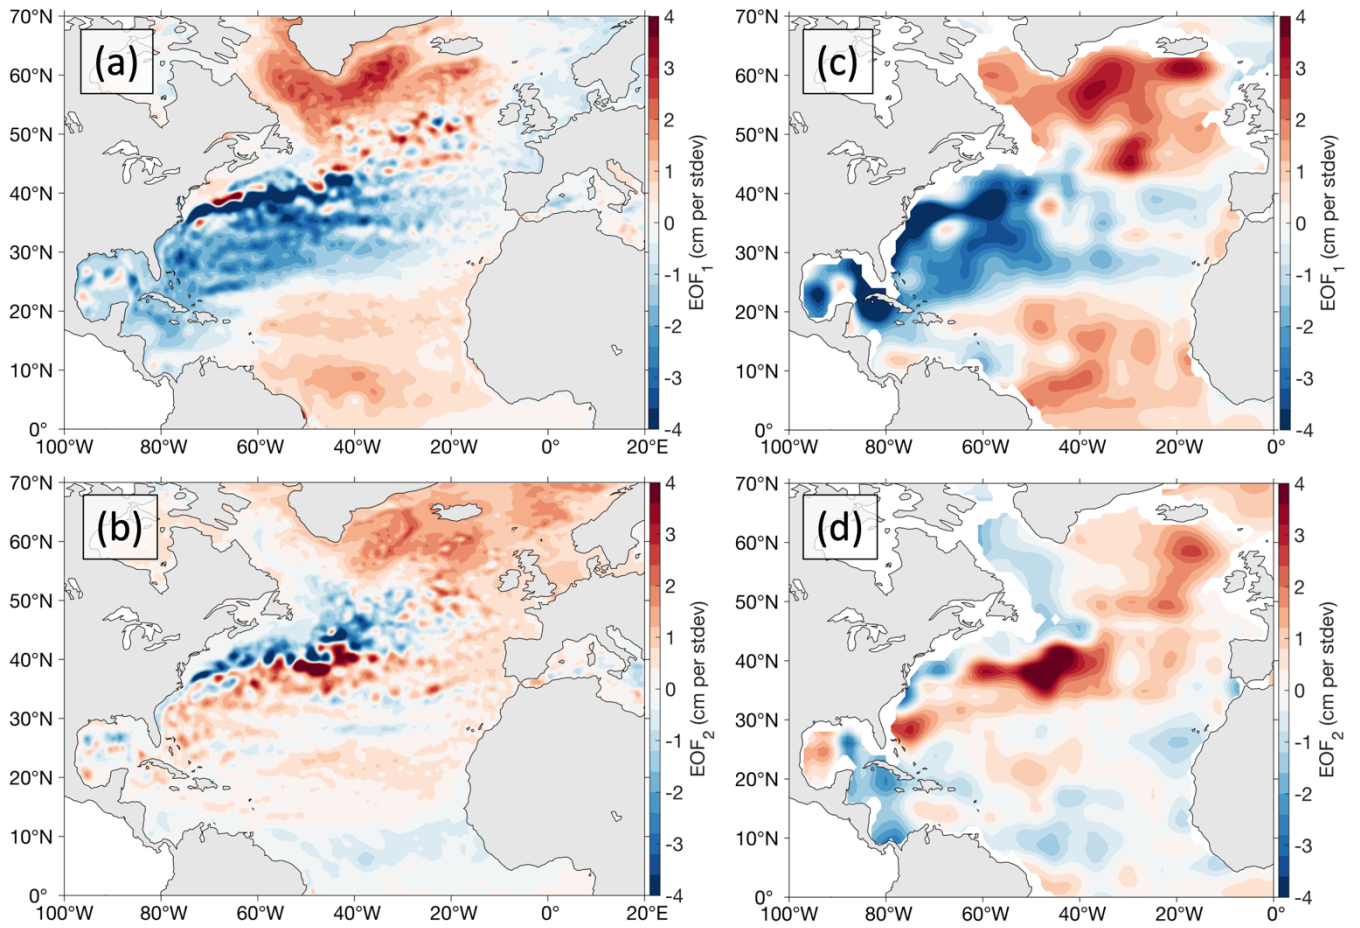 (a)
70°N
60°N
50°N
40°N
30°N
20°N
10°N
0°
100°W 80°W 60°W 40°W 20°W 0° 20°E
4
3
2
1
0
-1
-2
-3
-4
EOF1 (cm per stdev)
(c)
70°N
60°N
50°N
40°N
30°N
20°N
10°N
0°
100°W 80°W 60°W 40°W 20°W 0°
4
3
2
1
0
-1
-2
-3
-4
EOF1 (cm per stdev)
(b)
70°N
60°N
50°N
40°N
30°N
20°N
10°N
0°
100°W 80°W 60°W 40°W 20°W 0° 20°E
4
3
2
1
0
-1
-2
-3
-4
EOF2 (cm per stdev)
(d)
70°N
60°N
50°N
40°N
30°N
20°N
10°N
0°
100°W 80°W 60°W 40°W 20°W 0°
4
3
2
1
0
-1
-2
-3
-4
EOF2 (cm per stdev)